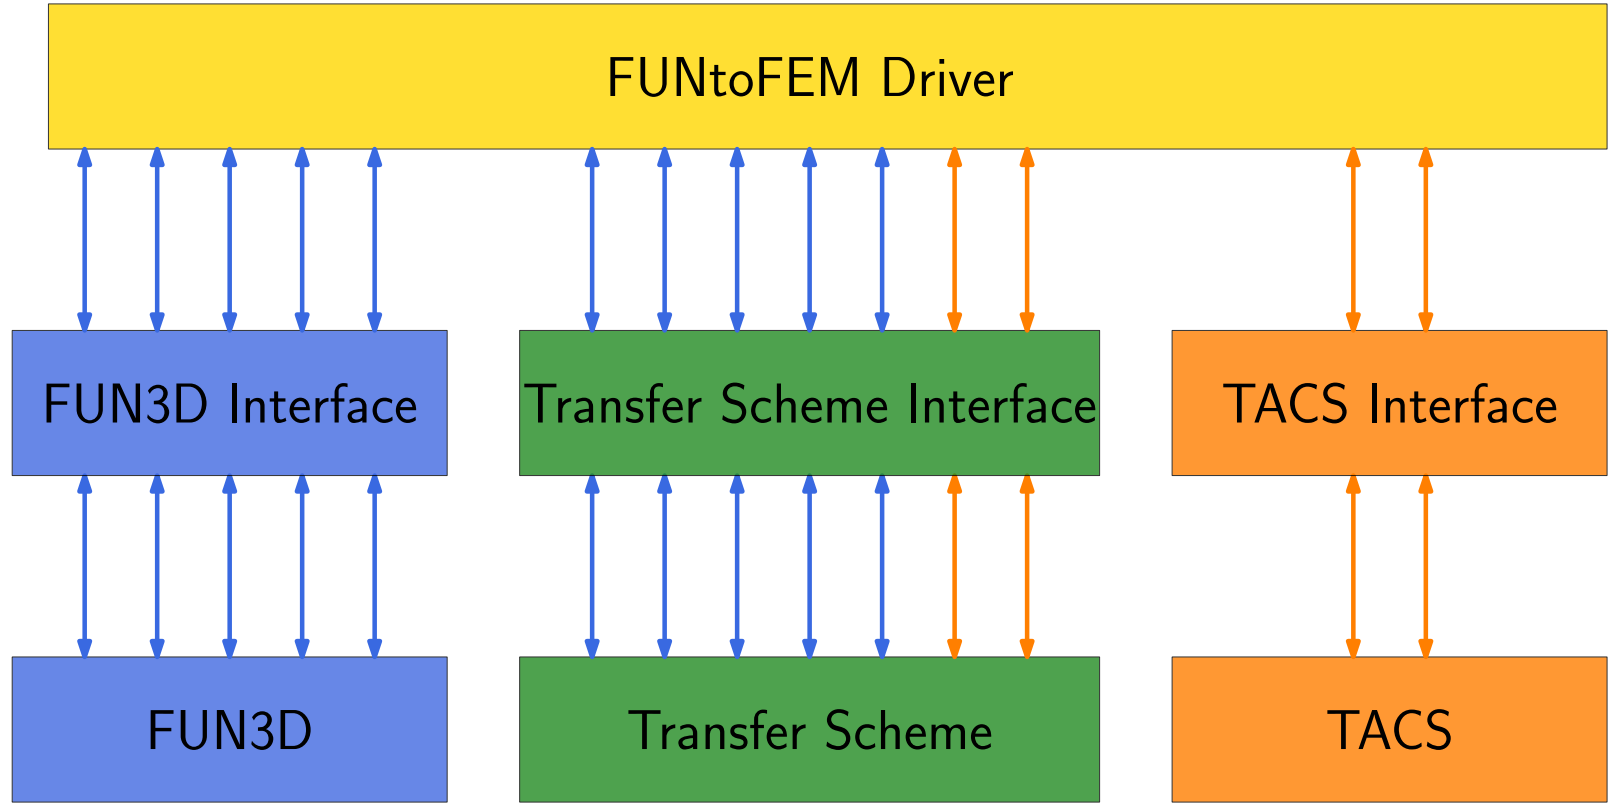 FUNtoFEM Driver
FUN3D Interface
Transfer Scheme Interface
TACS Interface
FUN3D
Transfer Scheme
TACS